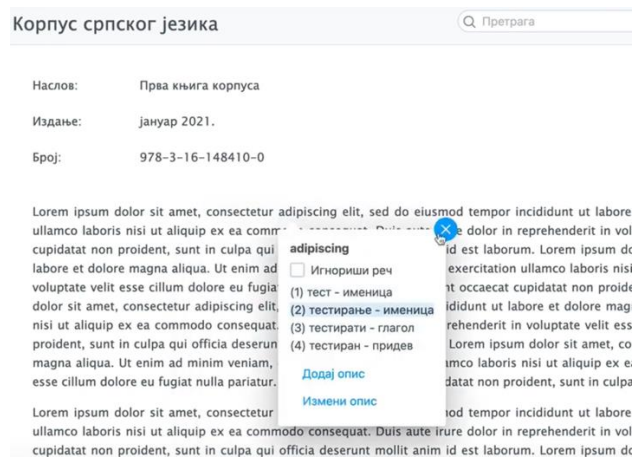 Корпус српског језика
Претрага
Наслов: Прва књига корпуса
Издање: јануар 2021.
Број: 978-3-16-148410-0
Lorem ipsum dolor sit amet, consectetur adipiscing elit, sed do eiusmod tempor incididunt ut labore
ullamco laboris nisi ut aliquip ex ea dolor in reprehenderit in vol
cupidatat non proident, sunt in culpa qui id est laborum. Lorem ipsum do
labore et dolore magna aliqua. Ut enim ad exercitation ullamco laboris nisi
voluptate velit esse cillum dolore eu fugia nt occaecat cupidatat non proide
dolor sit amet, consectetur adipiscing elit, ididunt ut labore et dolore mag
nisi ut aliquip ex ea commodo consequat. rehenderit in voluptate velit ess
proident, sunt in culpa qui officia deserun Lorem ipsum dolor sit amet, co
magna aliqua. Ut enim ad minim veniam, mco laboris nisi ut aliquip ex ea
esse cillum dolore eu fugiat nulla pariatur. datat non proident, sunt in culpa
adipiscing
Игнориши реч
(1) тест - именица
(2) тестирање - именица
(3) тестирати - глагол
(4) тестиран - придев
Додај опис
Измени опис
Lorem ipsum dolor sit amet, consectetur mod tempor incididunt ut labore
ullamco laboris nisi ut aliquip ex ea commodo consequat. Duis aute irure dolor in reprehenderit in vol
cupidatat non proident, sunt in culpa qui officia deserunt mollit anim id est laborum. Lorem ipsum do